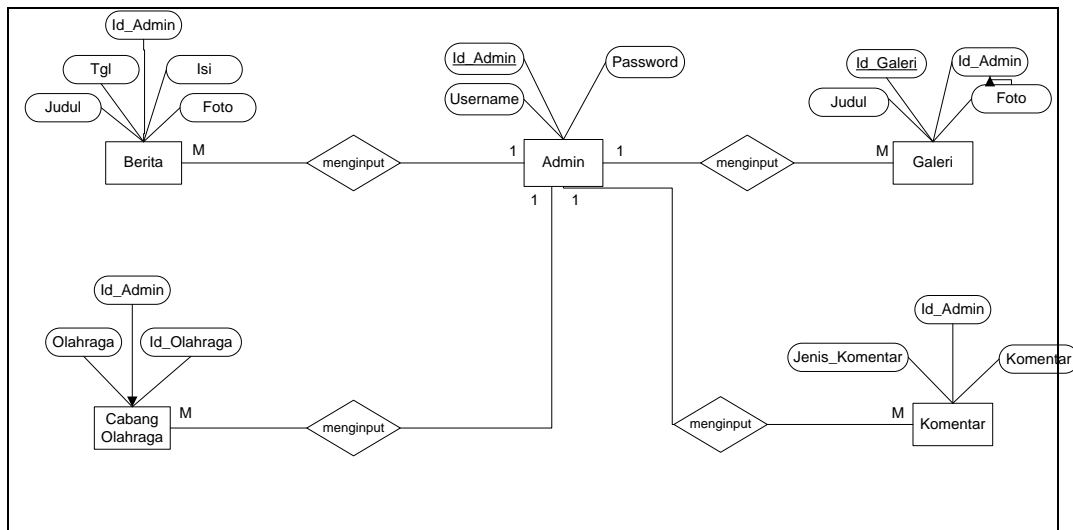 Id_Admin
Tgl
Isi
Judul
Foto
Berita
M
menginput
1
Id_Admin
Password
Username
Admin
1
menginput
M
Id_Galeri
Id_Admin
Judul
Foto
Galeri
1
1
Id_Admin
Olahraga
Id_Olahraga
Cabang
Olahraga
M
menginput
Id_Admin
Jenis_Komentar
Komentar
menginput
M
Komentar